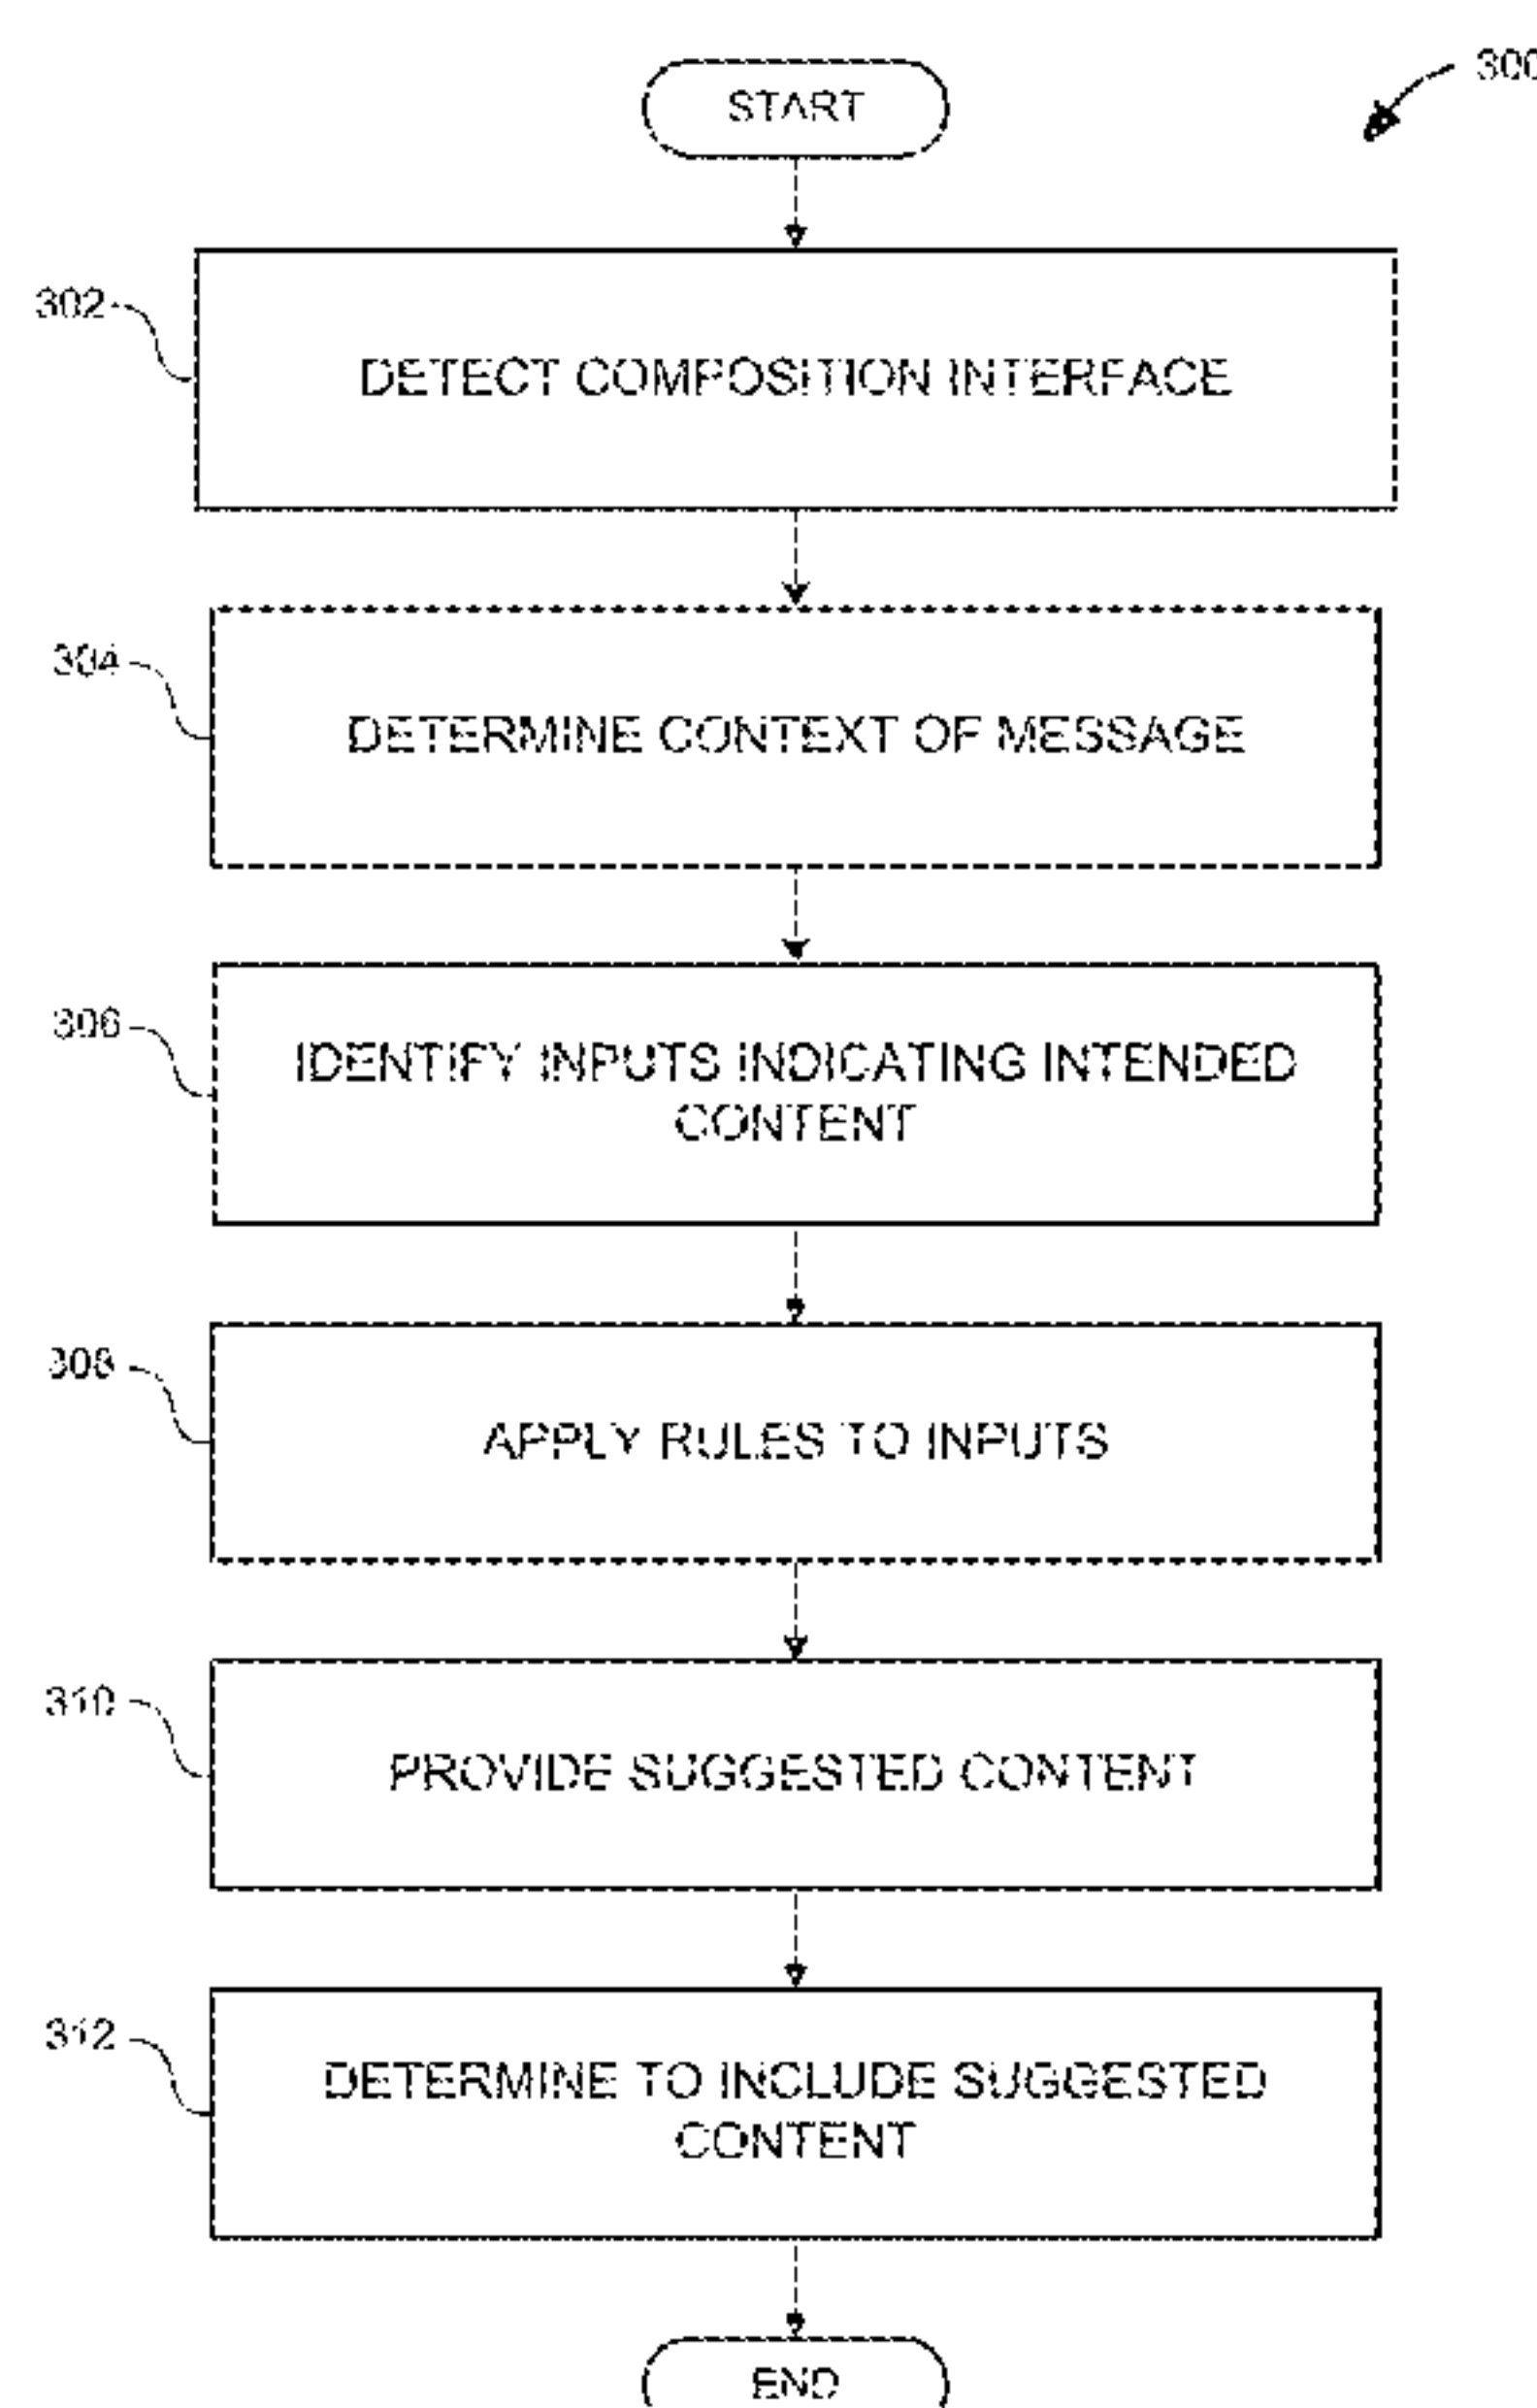 START
300
302
DETECT COMPOSITION INTERFACE
304
DETERMINE CONTEXT OF MESSAGE
306
IDENTIFY INPUTS INDICATING INTENDED
CONTENT
308
APPLY RULES TO INPUTS
310
PROVIDE SUGGESTED CONTENT
312
DETERMINE TO INCLUDE SUGGESTED
CONTENT
END